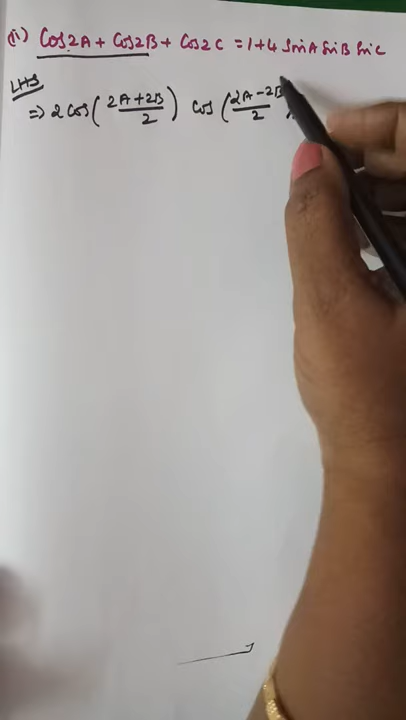 (i) Cos2A + Cos2B + Cos2C = 1+4 SinA SinB SinC
LHS
=> 2 Cos (2A+2B/2) Cos (2A-2B/2)